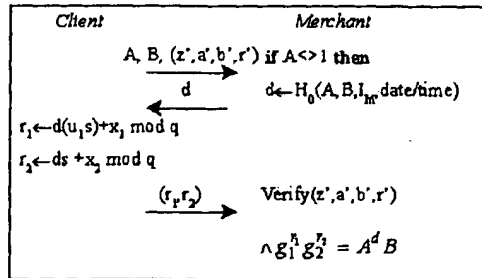 Client Merchant
A, B, (z',a',b',r') if A<>1 then
d d←H₀(A,B,Iₘ,date/time)
r₁←d(u₁s)+x₁ mod q
r₂←ds +x₂ mod q
(r₁,r₂) Verify(z',a',b',r')
∧ g₁^r₁ g₂^r₂ = A^d B